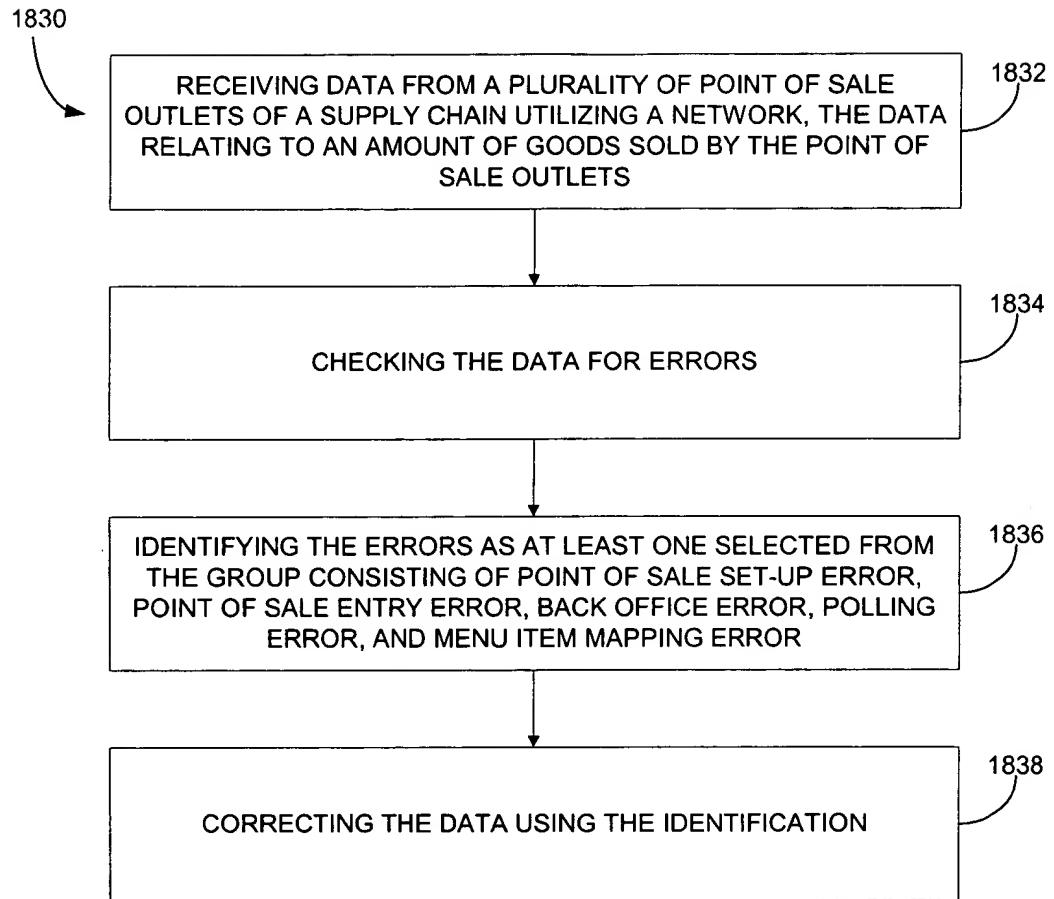 1830
RECEIVING DATA FROM A PLURALITY OF POINT OF SALE
OUTLETS OF A SUPPLY CHAIN UTILIZING A NETWORK, THE DATA
RELATING TO AN AMOUNT OF GOODS SOLD BY THE POINT OF
SALE OUTLETS
1832
CHECKING THE DATA FOR ERRORS
1834
IDENTIFYING THE ERRORS AS AT LEAST ONE SELECTED FROM
THE GROUP CONSISTING OF POINT OF SALE SET-UP ERROR,
POINT OF SALE ENTRY ERROR, BACK OFFICE ERROR, POLLING
ERROR, AND MENU ITEM MAPPING ERROR
1836
CORRECTING THE DATA USING THE IDENTIFICATION
1838